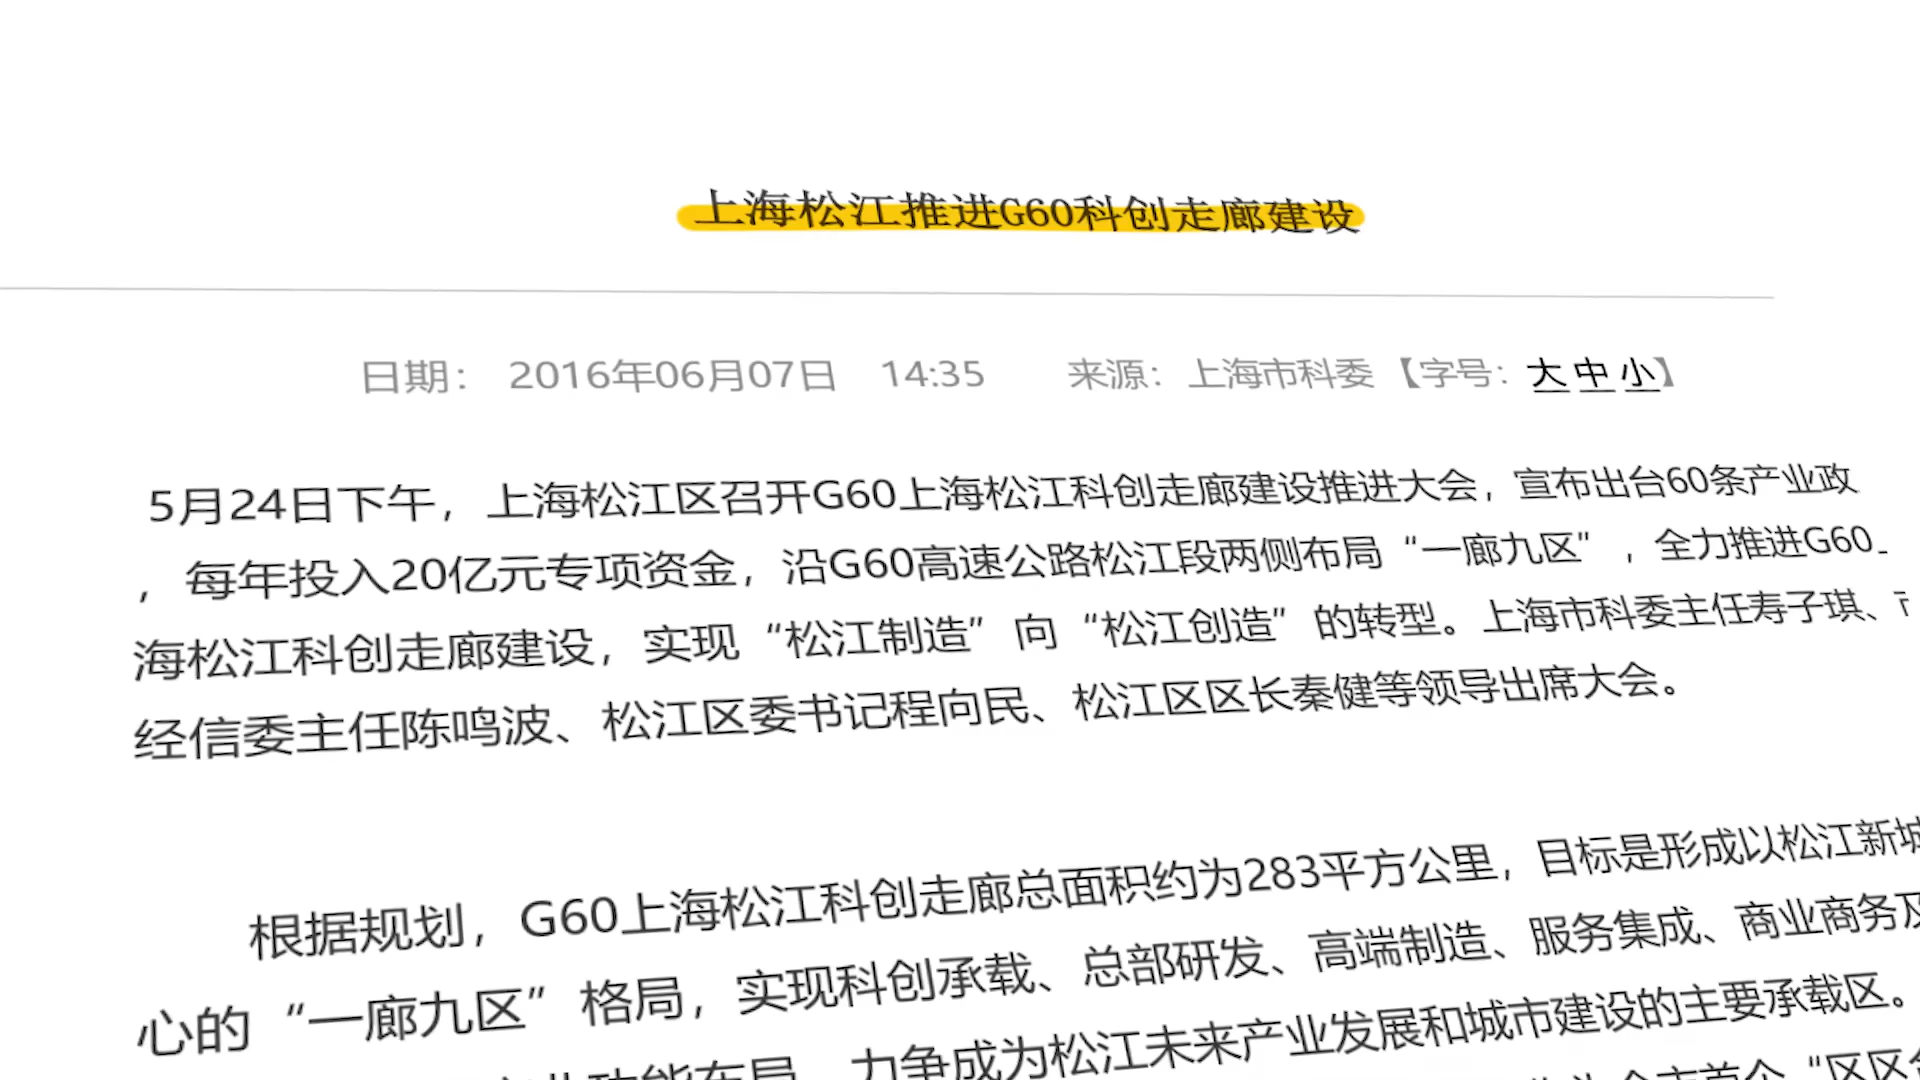 上海松江推进G60科创走廊建设
日期： 2016年06月07日 14:35 来源：上海市科委【字号：大 中 小】
5月24日下午，上海松江区召开G60上海松江科创走廊建设推进大会，宣布出台60条产业政
，每年投入20亿元专项资金，沿G60高速公路松江段两侧布局“一廊九区”，全力推进G60
海松江科创走廊建设，实现“松江制造”向“松江创造”的转型。上海市科委主任寿子琪、
经信委主任陈鸣波、松江区委书记程向民、松江区区长秦健等领导出席大会。
根据规划，G60上海松江科创走廊总面积约为283平方公里，目标是形成以松江新城
心的“一廊九区”格局，实现科创承载、总部研发、高端制造、服务集成、商业商务及
功能布局，力争成为松江未来产业发展和城市建设的主要承载区。
全市首个“区区合